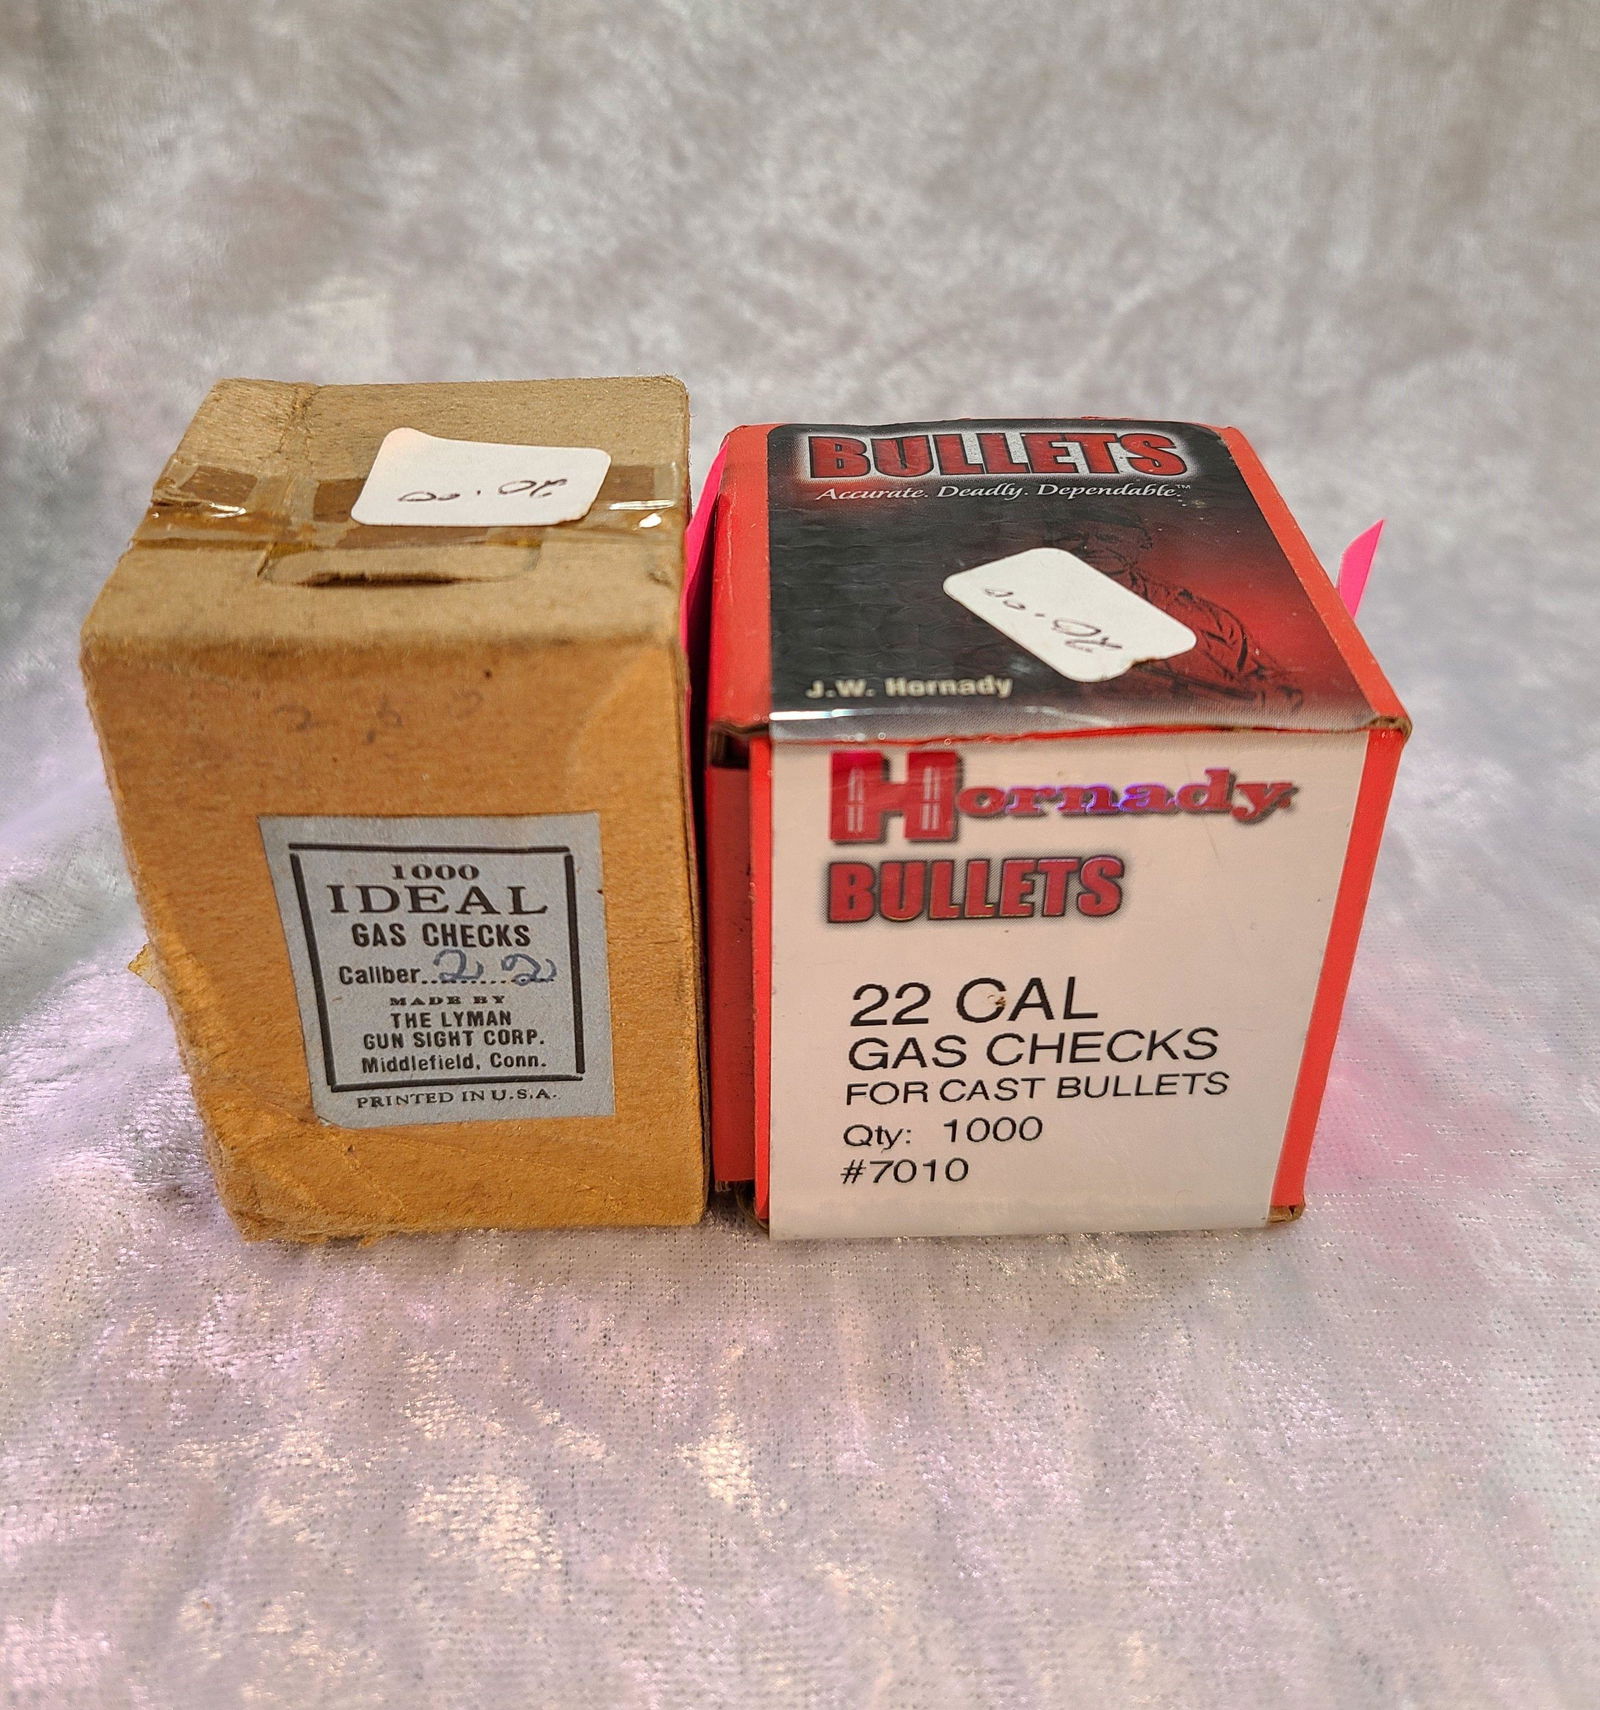 20.00
1000
IDEAL
GAS CHECKS
Caliber..22
MADE BY
THE LYMAN
GUN SIGHT CORP.
Middlefield, Conn.
PRINTED IN U.S.A.
BULLETS
Accurate. Deadly. Dependable.™
20.00
J.W. Hornady
Hornady
BULLETS
22 CAL
GAS CHECKS
FOR CAST BULLETS
Qty: 1000
#7010